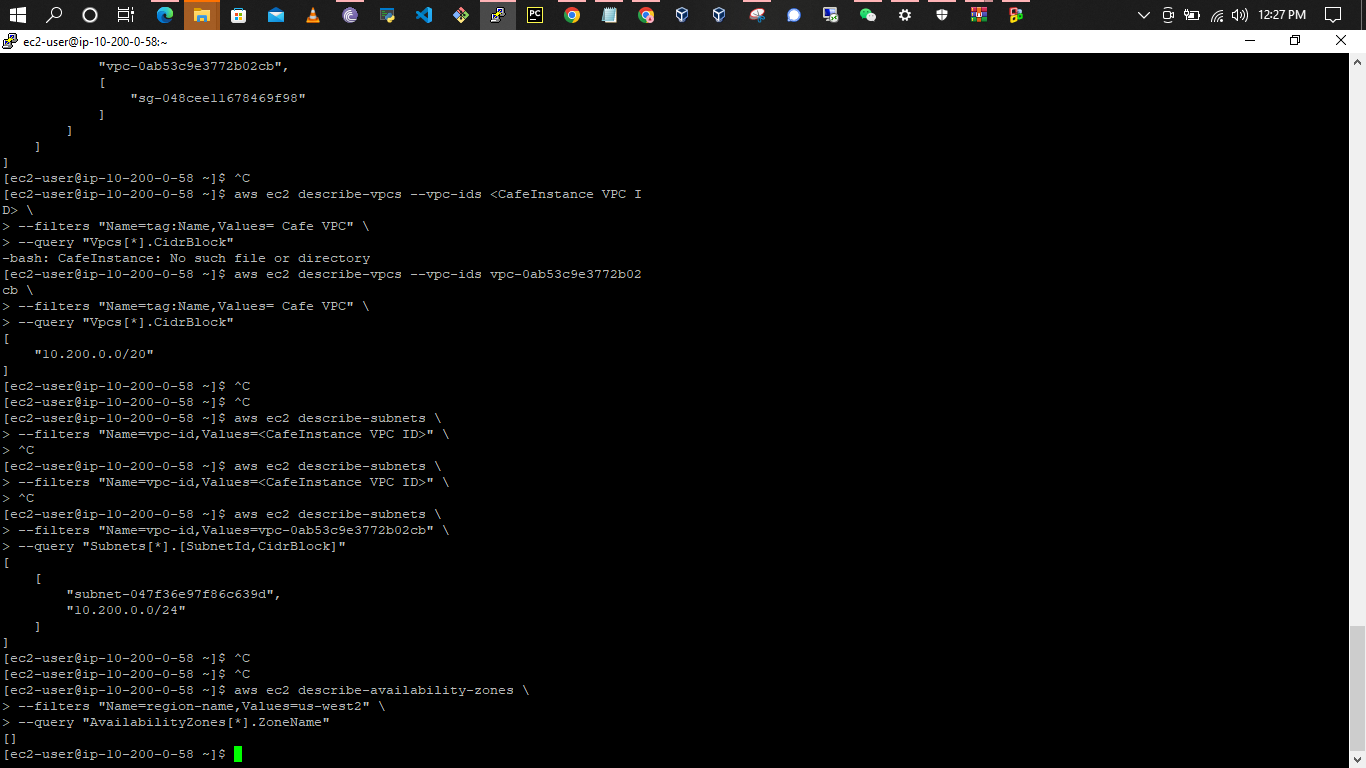 12:27 PM
ec2-user@ip-10-200-0-58:~
            "vpc-0ab53c9e3772b02cb",
            [
                "sg-048cee11678469f98"
            ]
        ]
    ]
]
[ec2-user@ip-10-200-0-58 ~]$ ^C
[ec2-user@ip-10-200-0-58 ~]$ aws ec2 describe-vpcs --vpc-ids <CafeInstance VPC I
D> \
> --filters "Name=tag:Name,Values= Cafe VPC" \
> --query "Vpcs[*].CidrBlock"
-bash: CafeInstance: No such file or directory
[ec2-user@ip-10-200-0-58 ~]$ aws ec2 describe-vpcs --vpc-ids vpc-0ab53c9e3772b02
cb \
> --filters "Name=tag:Name,Values= Cafe VPC" \
> --query "Vpcs[*].CidrBlock"
[
    "10.200.0.0/20"
]
[ec2-user@ip-10-200-0-58 ~]$ ^C
[ec2-user@ip-10-200-0-58 ~]$ ^C
[ec2-user@ip-10-200-0-58 ~]$ aws ec2 describe-subnets \
> --filters "Name=vpc-id,Values=<CafeInstance VPC ID>" \
> ^C
[ec2-user@ip-10-200-0-58 ~]$ aws ec2 describe-subnets \
> --filters "Name=vpc-id,Values=<CafeInstance VPC ID>" \
> ^C
[ec2-user@ip-10-200-0-58 ~]$ aws ec2 describe-subnets \
> --filters "Name=vpc-id,Values=vpc-0ab53c9e3772b02cb" \
> --query "Subnets[*].[SubnetId,CidrBlock]"
[
    [
        "subnet-047f36e97f86c639d",
        "10.200.0.0/24"
    ]
]
[ec2-user@ip-10-200-0-58 ~]$ ^C
[ec2-user@ip-10-200-0-58 ~]$ ^C
[ec2-user@ip-10-200-0-58 ~]$ aws ec2 describe-availability-zones \
> --filters "Name=region-name,Values=us-west2" \
> --query "AvailabilityZones[*].ZoneName"
[]
[ec2-user@ip-10-200-0-58 ~]$